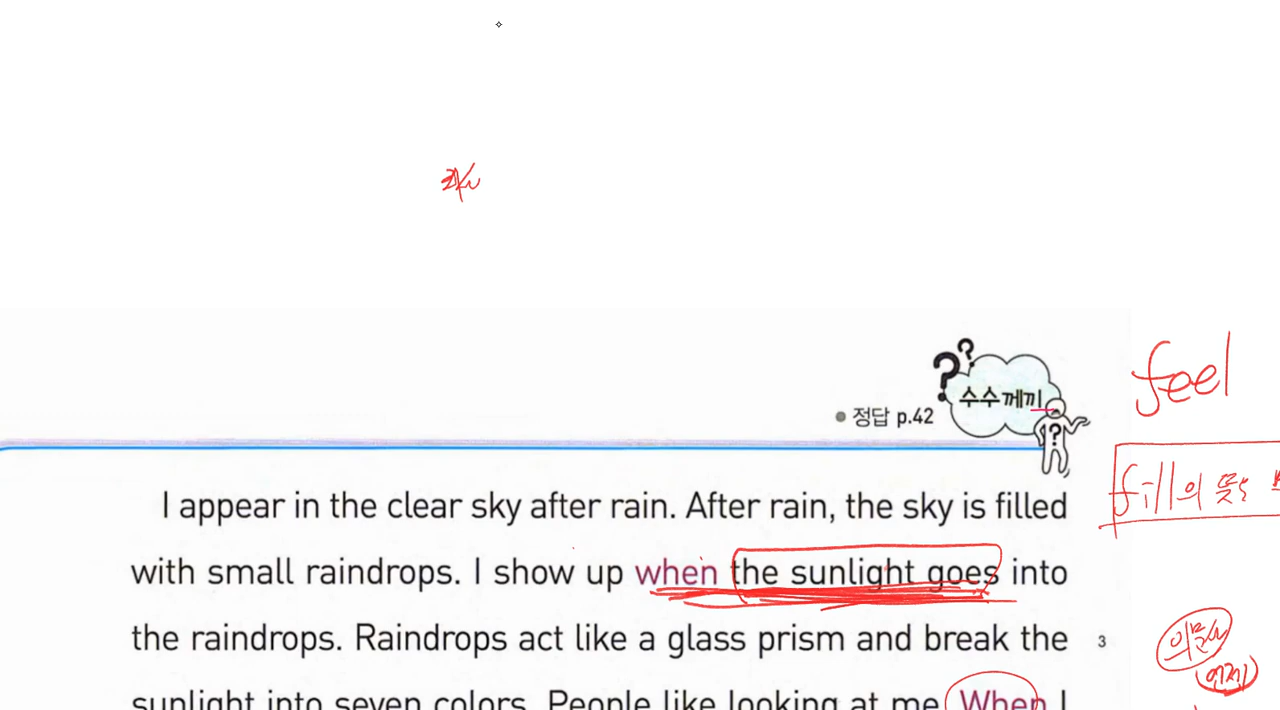 수수께끼
정답 p.42
feel
fill의 뜻
I appear in the clear sky after rain. After rain, the sky is filled
with small raindrops. I show up when the sunlight goes into
the raindrops. Raindrops act like a glass prism and break the
3
sunlight into seven colors. People like looking at me. When I
의문사